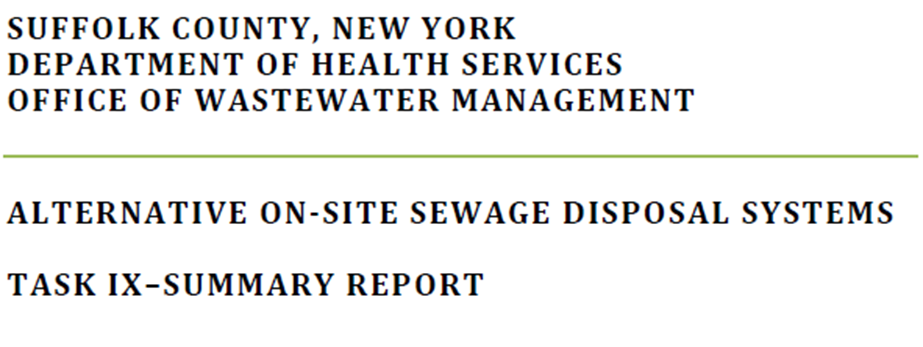 SUFFOLK COUNTY, NEW YORK
DEPARTMENT OF HEALTH SERVICES
OFFICE OF WASTEWATER MANAGEMENT
ALTERNATIVE ON-SITE SEWAGE DISPOSAL SYSTEMS
TASK IX–SUMMARY REPORT